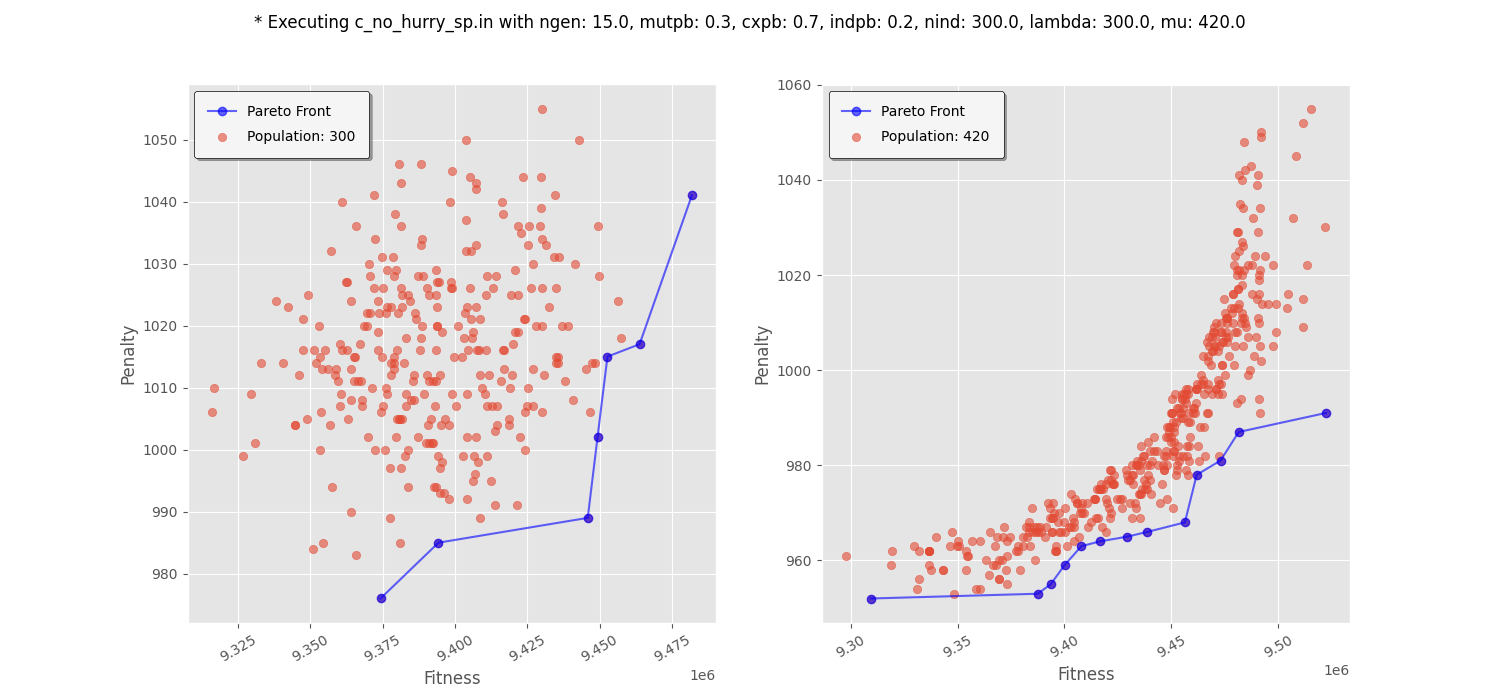 * Executing c_no_hurry_sp.in with ngen: 15.0, mutpb: 0.3, cxpb: 0.7, indpb: 0.2, nind: 300.0, lambda: 300.0, mu: 420.0
Pareto Front
Population: 300
1050
1040
1030
1020
1010
1000
990
980
Penalty
9.325
9.350
9.375
9.400
9.425
9.450
9.475
1e6
Fitness
Pareto Front
Population: 420
1060
1040
1020
1000
980
960
Penalty
9.30
9.35
9.40
9.45
9.50
1e6
Fitness